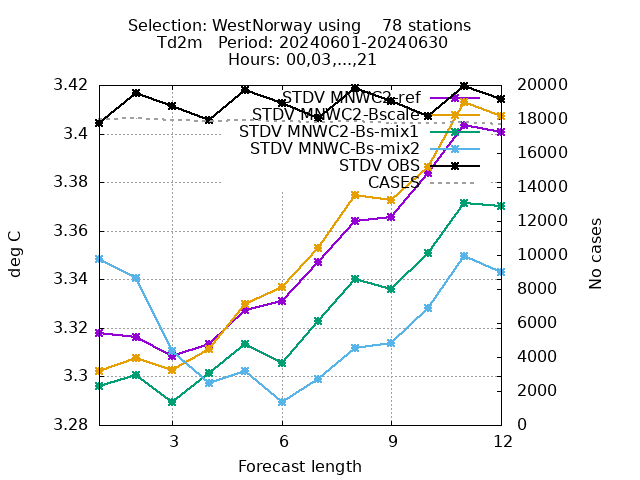 Selection: WestNorway using    78 stations
Td2m   Period: 20240601-20240630
Hours: 00,03,...,21
3.42
3.4
3.38
3.36
3.34
3.32
3.3
3.28
deg C
STDV MNWC2-ref
STDV MNWC2-Bscale
STDV MNWC2-Bs-mix1
STDV MNWC-Bs-mix2
STDV OBS
CASES
20000
18000
16000
14000
12000
10000
8000
6000
4000
2000
0
No cases
3
6
9
12
Forecast length